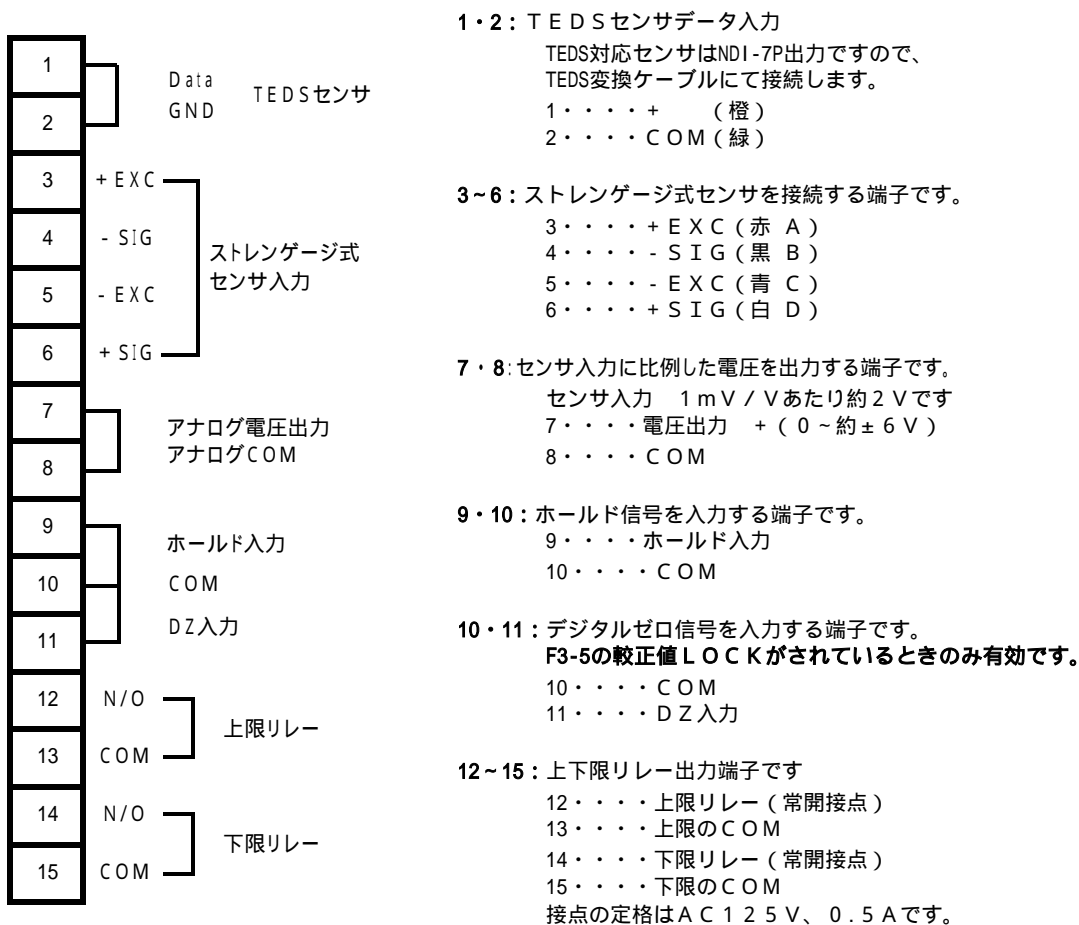 1
2
3
4
5
6
7
8
9
10
11
12
13
14
15
Data
GND
TEDSセンサ
+EXC
-SIG
-EXC
+SIG
ストレンゲージ式
センサ入力
アナログ電圧出力
アナログCOM
ホールド入力
COM
DZ入力
N/O
COM
上限リレー
N/O
COM
下限リレー
1・2：ＴＥＤＳセンサデータ入力
TEDS対応センサはNDI-7P出力ですので、
TEDS変換ケーブルにて接続します。
1・・・・+　（橙）
2・・・・ＣＯＭ（緑）
3~6：ストレンゲージ式センサを接続する端子です。
3・・・・+ＥＸＣ（赤 A）
4・・・・-ＳＩＧ（黒 B）
5・・・・-ＥＸＣ（青 C）
6・・・・+ＳＩＧ（白 D）
7・8:センサ入力に比例した電圧を出力する端子です。
センサ入力　1ｍV/Vあたり約2Vです
7・・・・電圧出力　+（0~約±6V）
8・・・・ＣＯＭ
9・10：ホールド信号を入力する端子です。
9・・・・ホールド入力
10・・・・ＣＯＭ
10・11：デジタルゼロ信号を入力する端子です。
F3-5の較正値ＬＯＣＫがされているときのみ有効です。
10・・・・ＣＯＭ
11・・・・ＤＺ入力
12~15：上下限リレー出力端子です
12・・・・上限リレー（常開接点）
13・・・・上限のＣＯＭ
14・・・・下限リレー（常開接点）
15・・・・下限のＣＯＭ
接点の定格はＡＣ１２５Ｖ、０.５Ａです。